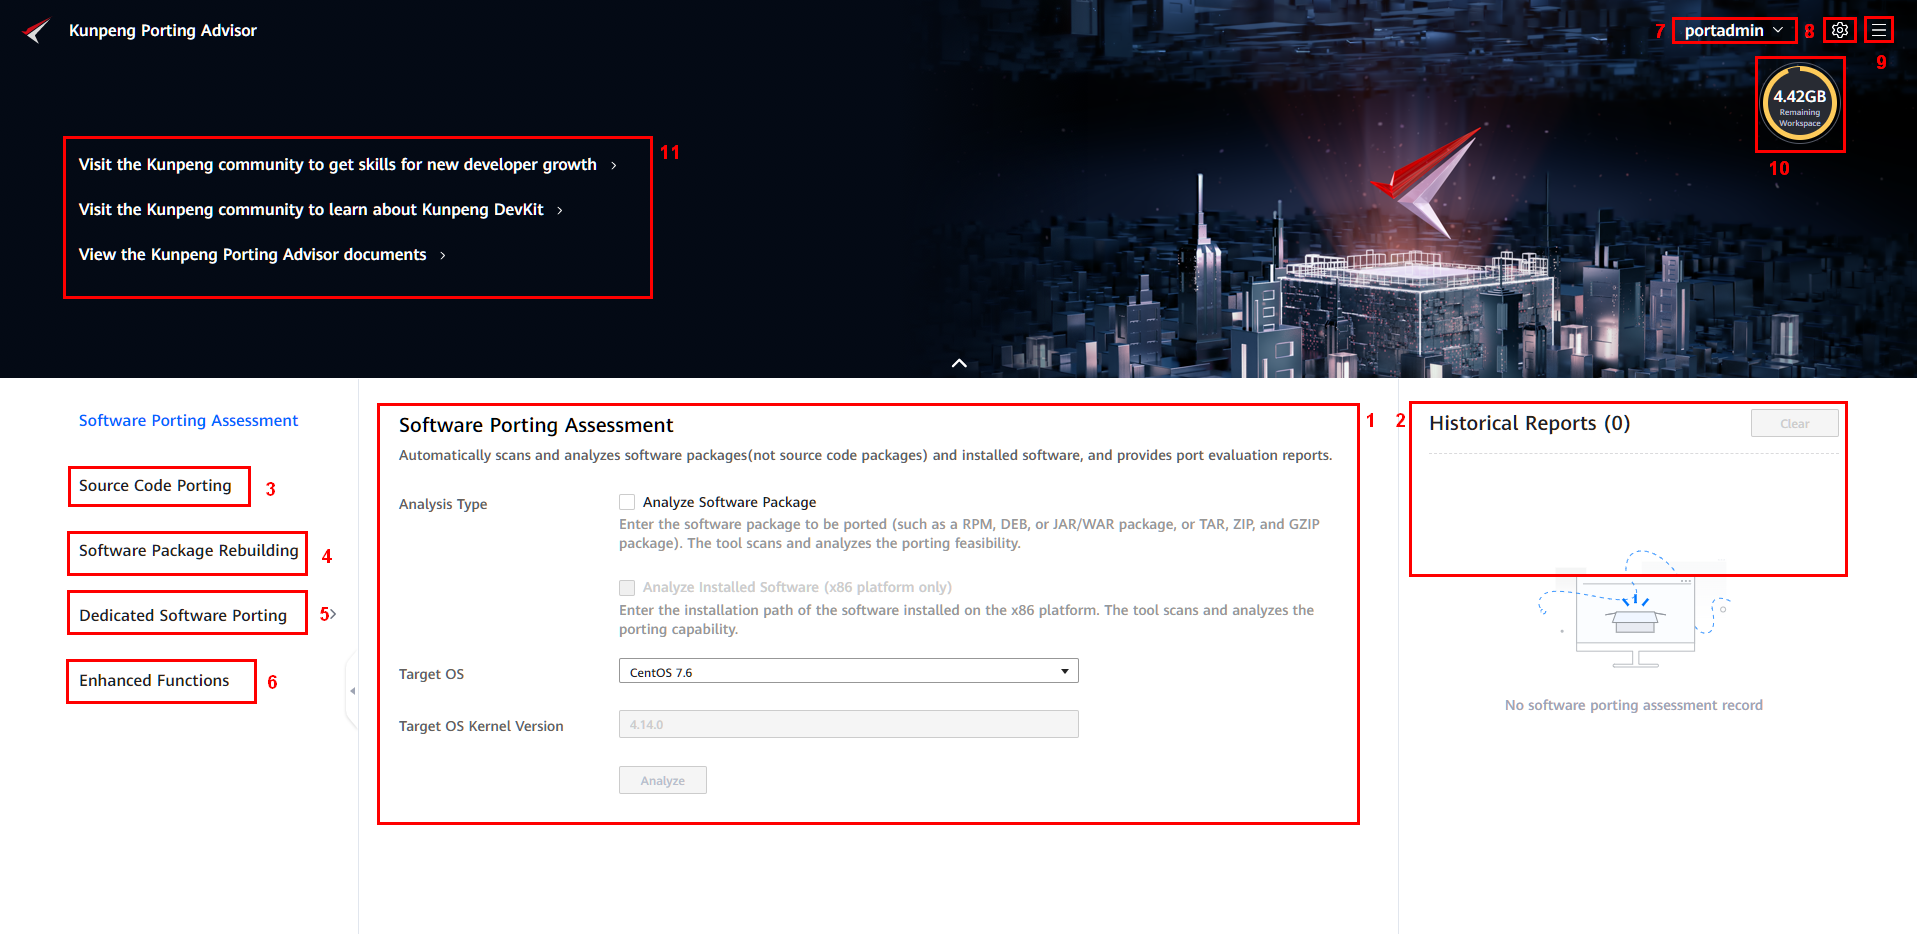 Kunpeng Porting Advisor
7 portadmin 8
9
4.42GB
Remaining
Workspace
10
Visit the Kunpeng community to get skills for new developer growth
11
Visit the Kunpeng community to learn about Kunpeng DevKit
View the Kunpeng Porting Advisor documents
Software Porting Assessment
Source Code Porting 3
Software Package Rebuilding 4
Dedicated Software Porting 5
Enhanced Functions 6
Software Porting Assessment
1
Automatically scans and analyzes software packages(not source code packages) and installed software, and provides port evaluation reports.
Analysis Type
Analyze Software Package
Enter the software package to be ported (such as a RPM, DEB, or JAR/WAR package, or TAR, ZIP, and GZIP
package). The tool scans and analyzes the porting feasibility.
Analyze Installed Software (x86 platform only)
Enter the installation path of the software installed on the x86 platform. The tool scans and analyzes the
porting capability.
Target OS
CentOS 7.6
Target OS Kernel Version
4.14.0
Analyze
2
Historical Reports (0)
Clear
No software porting assessment record